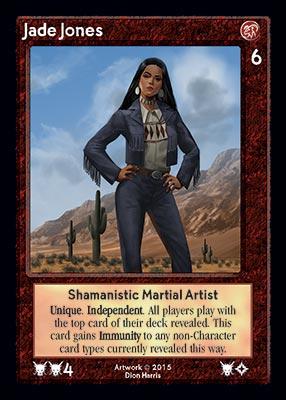 Jade Jones
6
Shamanistic Martial Artist
Unique. Independent. All players play with
the top card of their deck revealed. This
card gains Immunity to any non-Character
card types currently revealed this way.
4
Artwork © 2015
Dion Harris